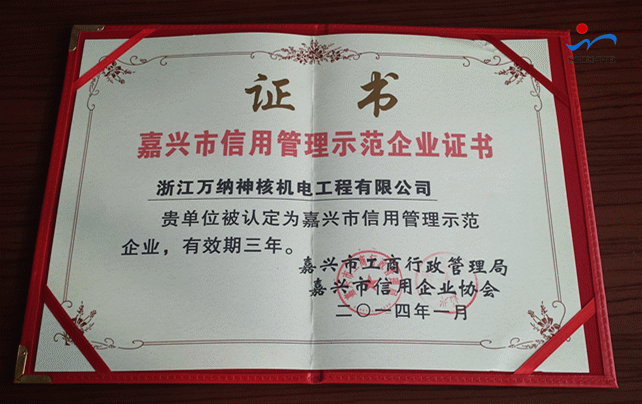 证 书
嘉兴市信用管理示范企业证书
浙江万纳神核机电工程有限公司
贵单位被认定为嘉兴市信用管理示范
企业，有效期三年。
嘉兴市工商行政管理局
嘉兴市信用企业协会
二〇一四年一月